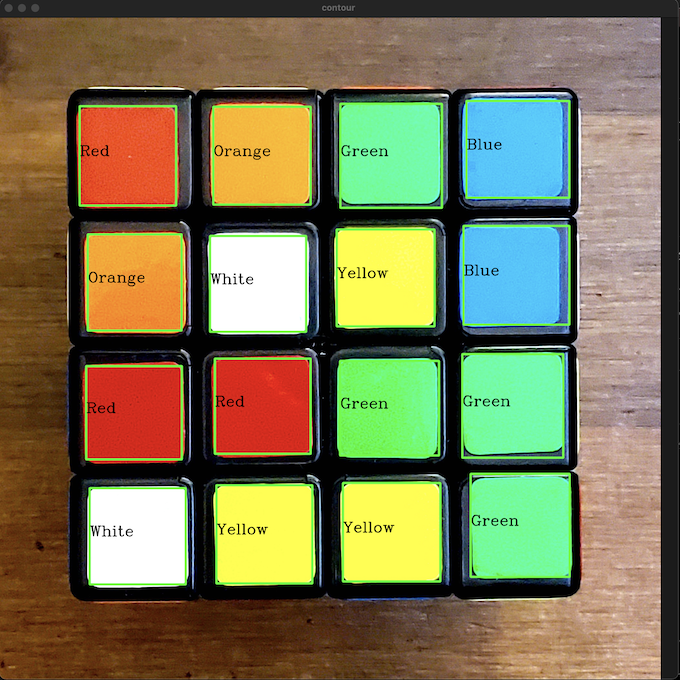 contour
Red Orange Green Blue
Orange White Yellow Blue
Red Red Green Green
White Yellow Yellow Green